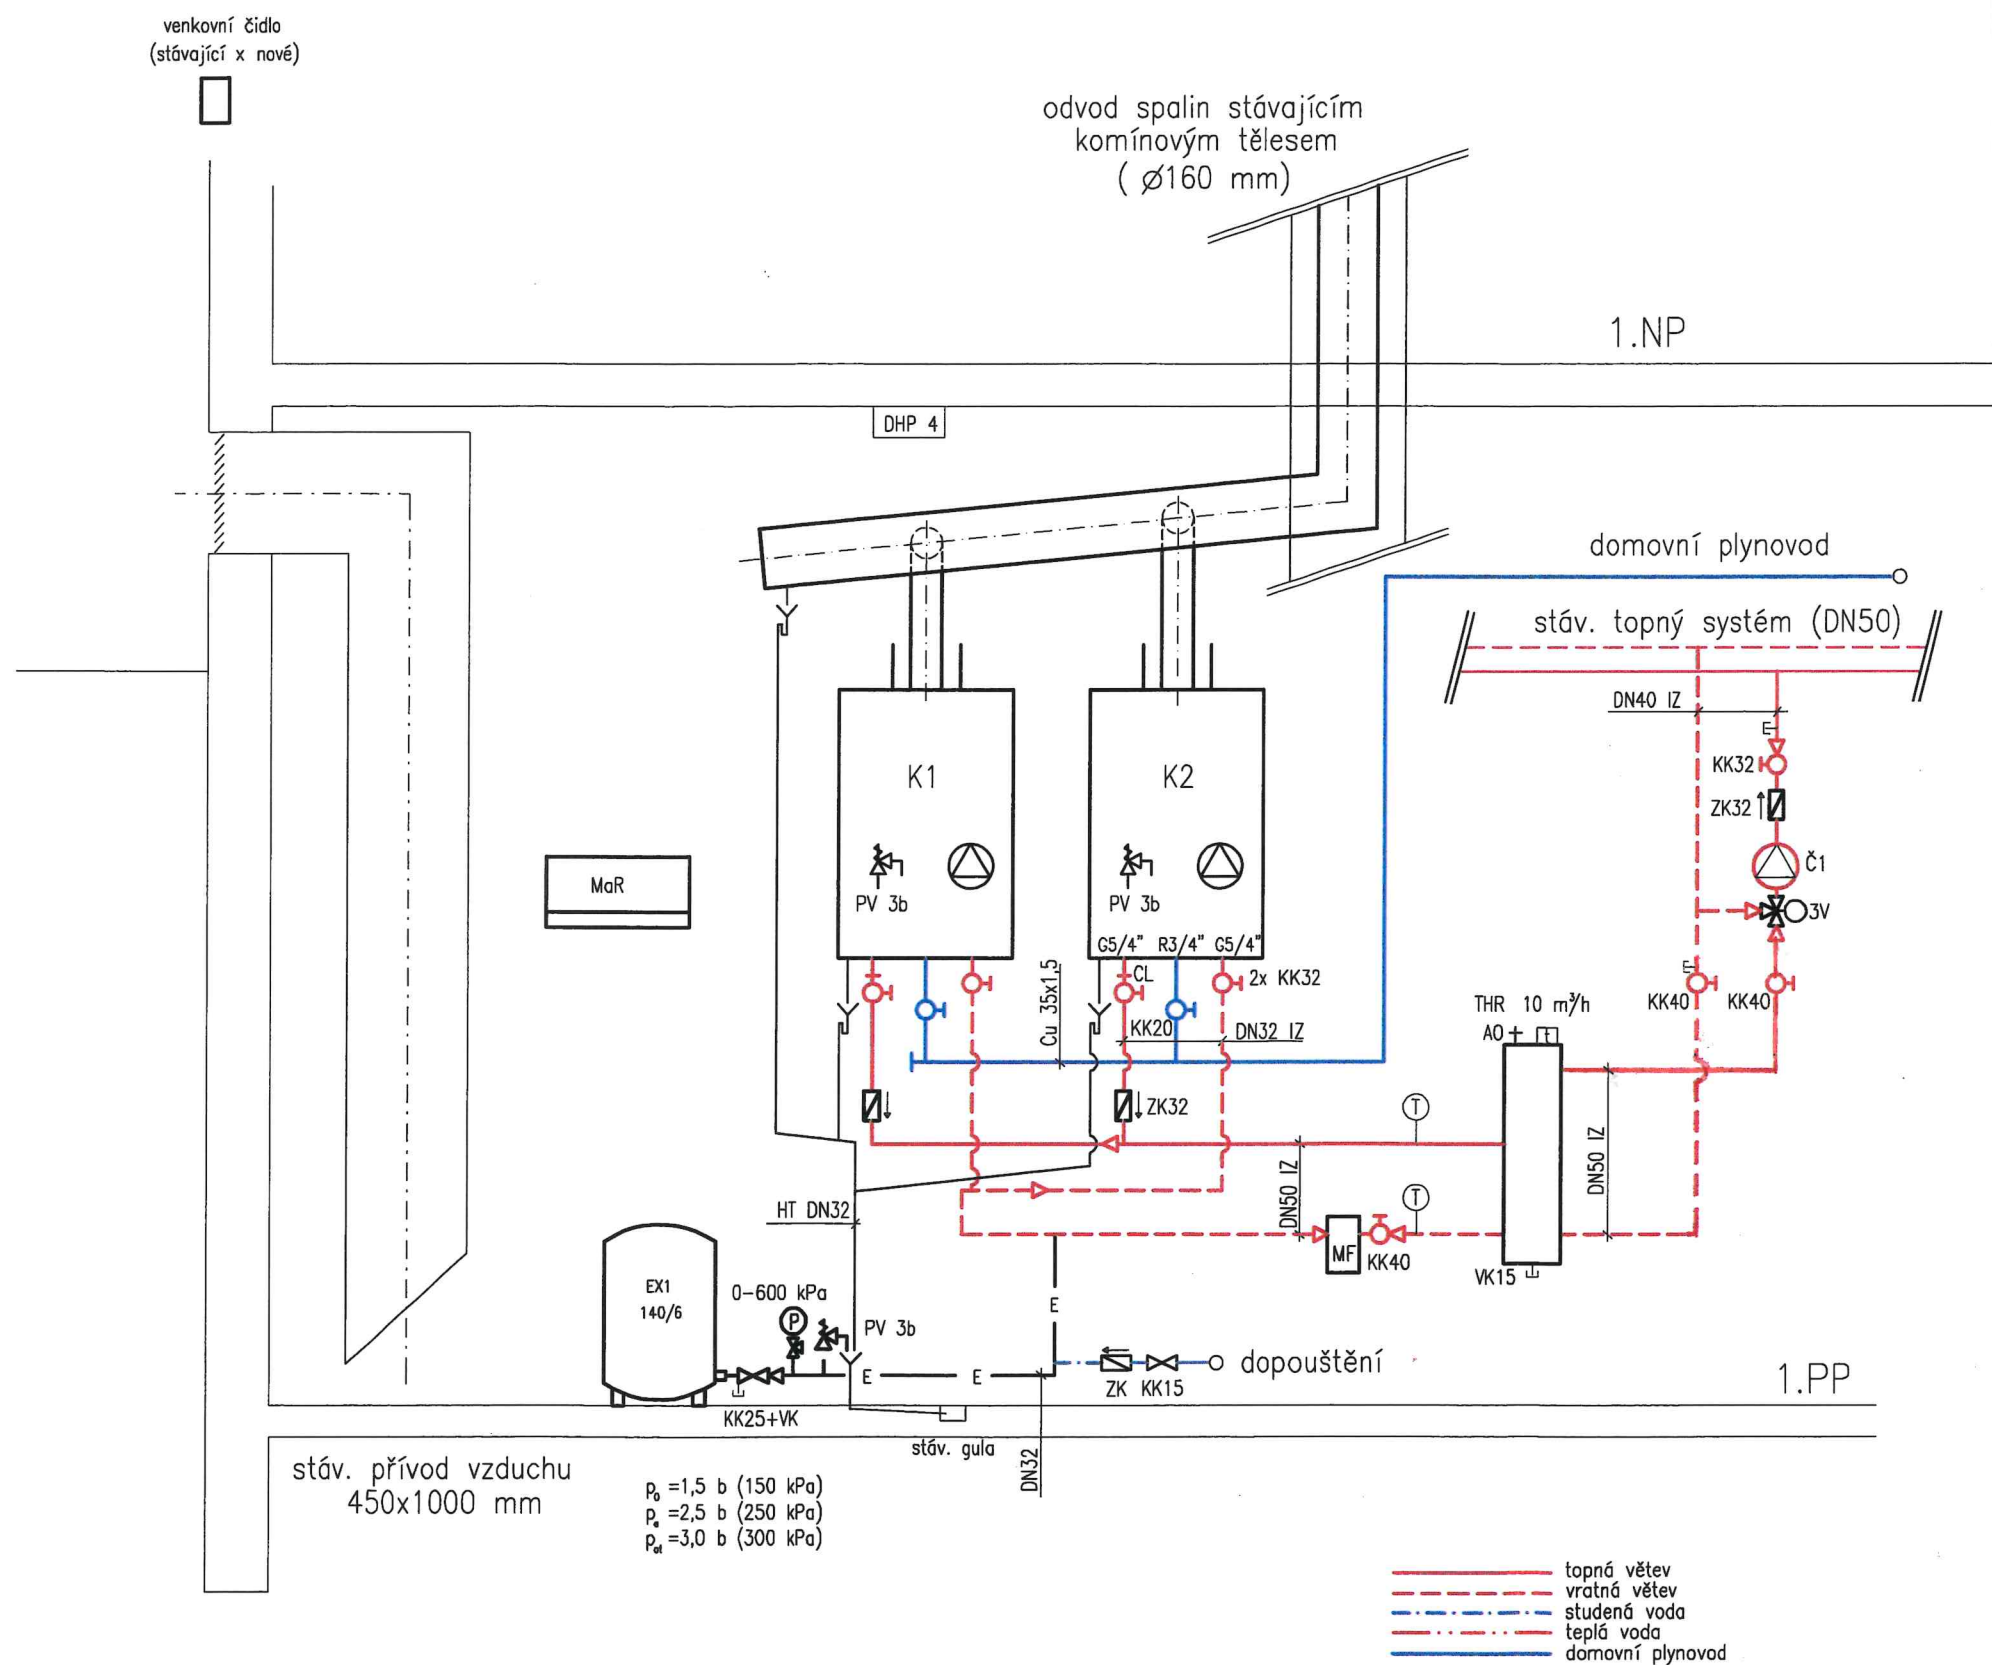 venkovní čidlo
(stávající x nové)
odvod spalin stávajícím
komínovým tělesem
( ø160 mm)
1.NP
DHP 4
domovní plynovod
stáv. topný systém (DN50)
DN40 IZ
K1
K2
KK32
ZK32
Č1
3V
MaR
PV 3b
PV 3b
G5/4" R3/4" G5/4"
CL
2x KK32
Cu 35x1,5
KK20
DN32 IZ
KK40
KK40
THR 10 m³/h
AO
t
ZK32
T
DN50 IZ
DN50 IZ
HT DN32
T
MF
KK40
VK15
EX1
140/6
0-600 kPa
P
PV 3b
E
E
E
dopouštění
ZK KK15
1.PP
KK25+VK
stáv. gula
DN32
stáv. přívod vzduchu
450x1000 mm
p₀ =1,5 b (150 kPa)
pₑ =2,5 b (250 kPa)
p =3,0 b (300 kPa)
topná větev
vratná větev
studená voda
teplá voda
domovní plynovod